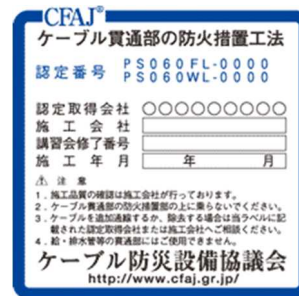 CFAJ®
ケーブル貫通部の防火措置工法
認定番号 PS060FL-0000
PS060WL-0000
認定取得会社 ○○○○○○○○○○
施工会社
講習会修了番号
施工年月 年 月
⚠ 注意
1．施工品質の確認は施工会社が行っております。
2．ケーブル貫通部の防火措置部の上に乗らないでください。
3．ケーブルを追加通線するか、除去する場合は当ラベルに記
載された認定取得会社または施工会社へご相談ください。
4．給・排水管等の貫通部にはご使用できません。
ケーブル防災設備協議会
http://www.cfaj.gr.jp/